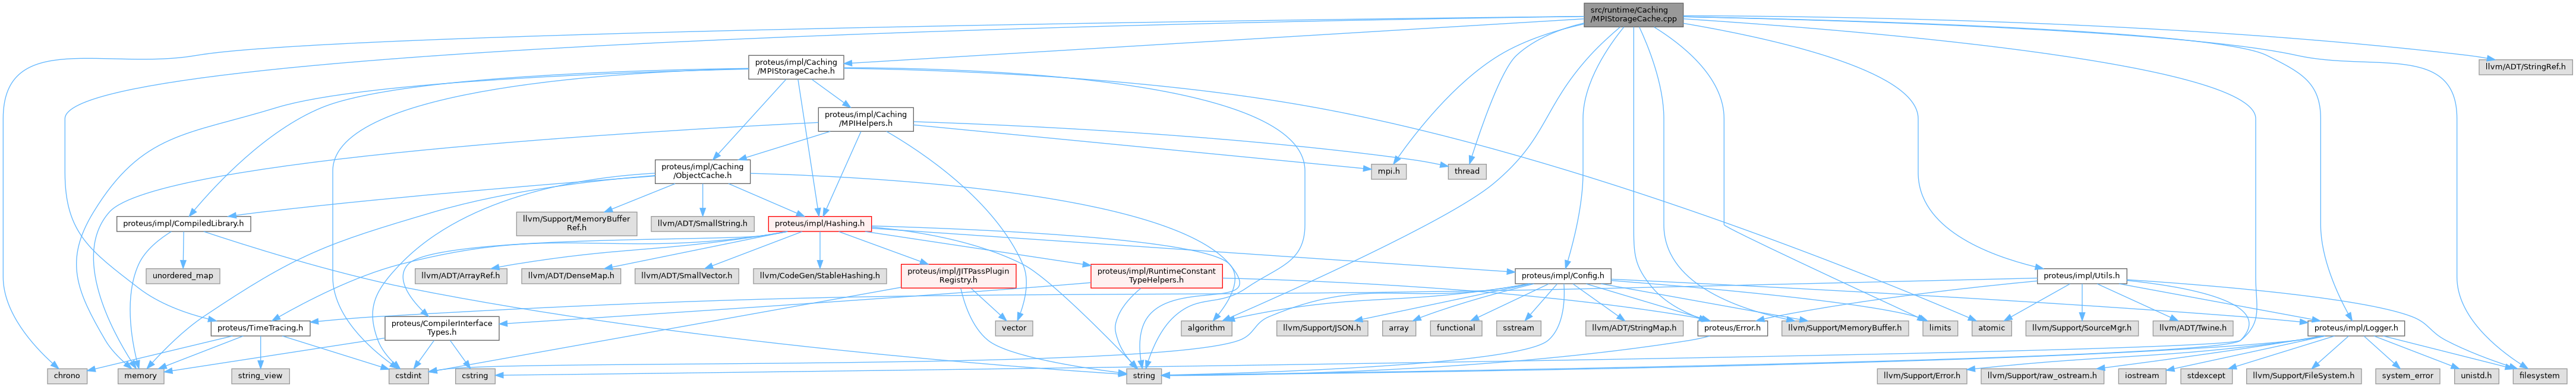 src/runtime/Caching
/MPIStorageCache.cpp
proteus/impl/Caching
/MPIStorageCache.h
llvm/ADT/StringRef.h
proteus/impl/Caching
/MPIHelpers.h
proteus/impl/Caching
/ObjectCache.h
mpi.h
thread
proteus/impl/CompiledLibrary.h
llvm/Support/MemoryBuffer
Ref.h
llvm/ADT/SmallString.h
proteus/impl/Hashing.h
unordered_map
llvm/ADT/ArrayRef.h
llvm/ADT/DenseMap.h
llvm/ADT/SmallVector.h
llvm/CodeGen/StableHashing.h
proteus/impl/JITPassPlugin
Registry.h
proteus/impl/RuntimeConstant
TypeHelpers.h
proteus/impl/Config.h
proteus/impl/Utils.h
proteus/TimeTracing.h
proteus/CompilerInterface
Types.h
vector
algorithm
llvm/Support/JSON.h
array
functional
sstream
llvm/ADT/StringMap.h
proteus/Error.h
llvm/Support/MemoryBuffer.h
limits
atomic
llvm/Support/SourceMgr.h
llvm/ADT/Twine.h
proteus/impl/Logger.h
chrono
memory
string_view
cstdint
cstring
string
llvm/Support/Error.h
llvm/Support/raw_ostream.h
iostream
stdexcept
llvm/Support/FileSystem.h
system_error
unistd.h
filesystem